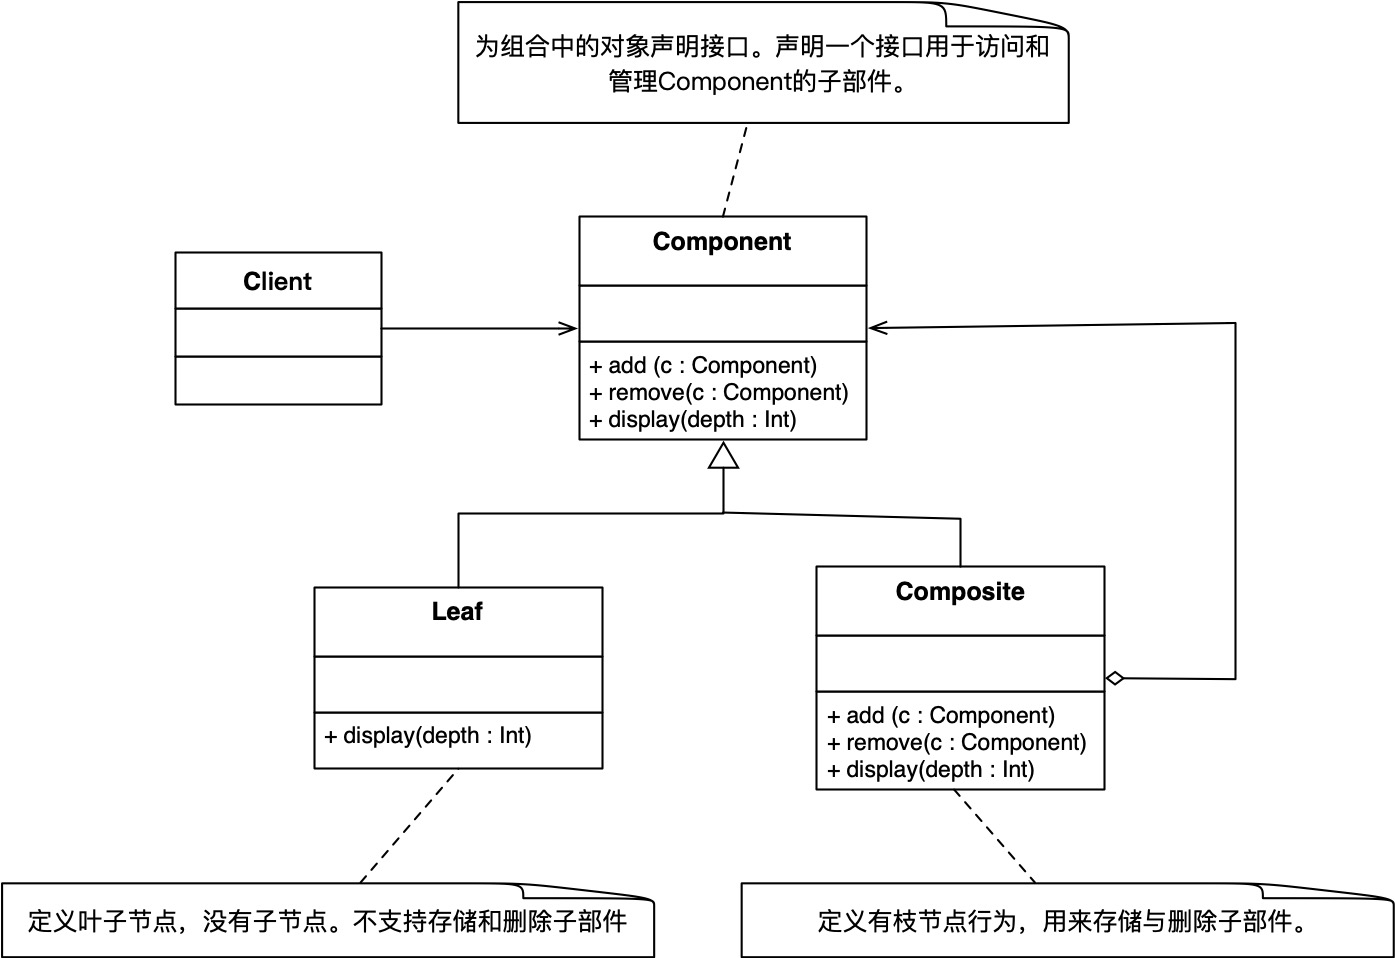 为组合中的对象声明接口。声明一个接口用于访问和
管理Component的子部件。
Component
Client
+ add (c : Component)
+ remove(c : Component)
+ display(depth : Int)
Leaf
+ display(depth : Int)
Composite
+ add (c : Component)
+ remove(c : Component)
+ display(depth : Int)
定义叶子节点，没有子节点。不支持存储和删除子部件
定义有枝节点行为，用来存储与删除子部件。